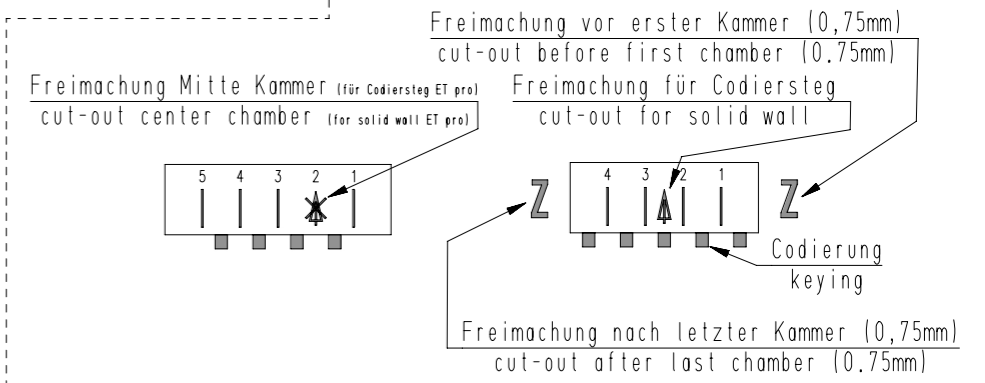 Freimachung vor erster Kammer (0,75mm)
cut-out before first chamber (0.75mm)
Freimachung Mitte Kammer (für Codiersteg ET pro)
cut-out center chamber (for solid wall ET pro)
Freimachung für Codiersteg
cut-out for solid wall
5 4 3 2 1
Z
4 3 2 1
Z
Codierung
keying
Freimachung nach letzter Kammer (0,75mm)
cut-out after last chamber (0.75mm)